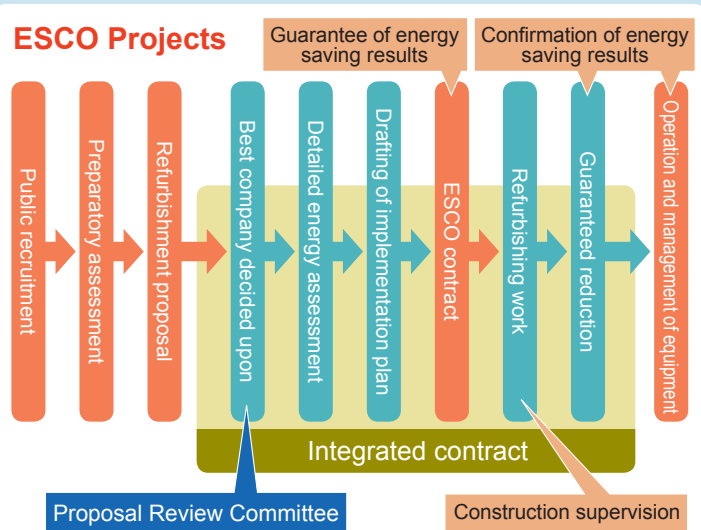 ESCO Projects
Guarantee of energy
saving results
Confirmation of energy
saving results
Public recruitment
Preparatory assessment
Refurbishment proposal
Best company decided upon
Detailed energy assessment
Drafting of implementation plan
ESCO contract
Refurbishing work
Guaranteed reduction
Operation and management of equipment
Integrated contract
Proposal Review Committee
Construction supervision